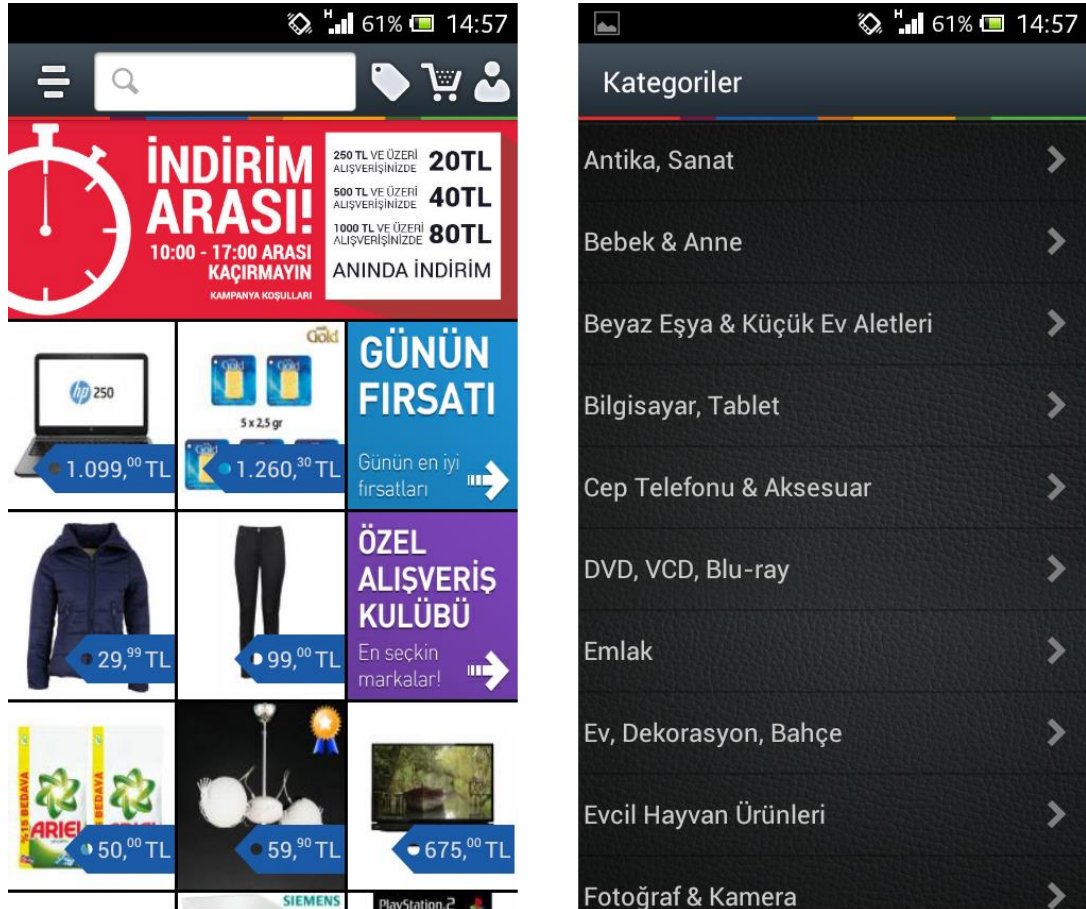 H 61% 14:57
İNDİRİM
ARASI!
10:00 - 17:00 ARASI
KAÇIRMAYIN
KAMPANYA KOŞULLARI
250 TL VE ÜZERİ
ALIŞVERİŞİNİZDE 20TL
500 TL VE ÜZERİ
ALIŞVERİŞİNİZDE 40TL
1000 TL VE ÜZERİ
ALIŞVERİŞİNİZDE 80TL
ANINDA İNDİRİM
hp 250
1.099,00 TL
Gold
5 x 2,5 gr
1.260,30 TL
GÜNÜN
FIRSATI
Günün en iyi
fırsatları
29,99 TL
99,00 TL
ÖZEL
ALIŞVERİŞ
KULÜBÜ
En seçkin
markalar!
%15 BEDAVA
BEDAVA
ARIEL
50,00 TL
59,90 TL
675,00 TL
SIEMENS
PlayStation.2
H 61% 14:57
Kategoriler
Antika, Sanat
Bebek & Anne
Beyaz Eşya & Küçük Ev Aletleri
Bilgisayar, Tablet
Cep Telefonu & Aksesuar
DVD, VCD, Blu-ray
Emlak
Ev, Dekorasyon, Bahçe
Evcil Hayvan Ürünleri
Fotoğraf & Kamera